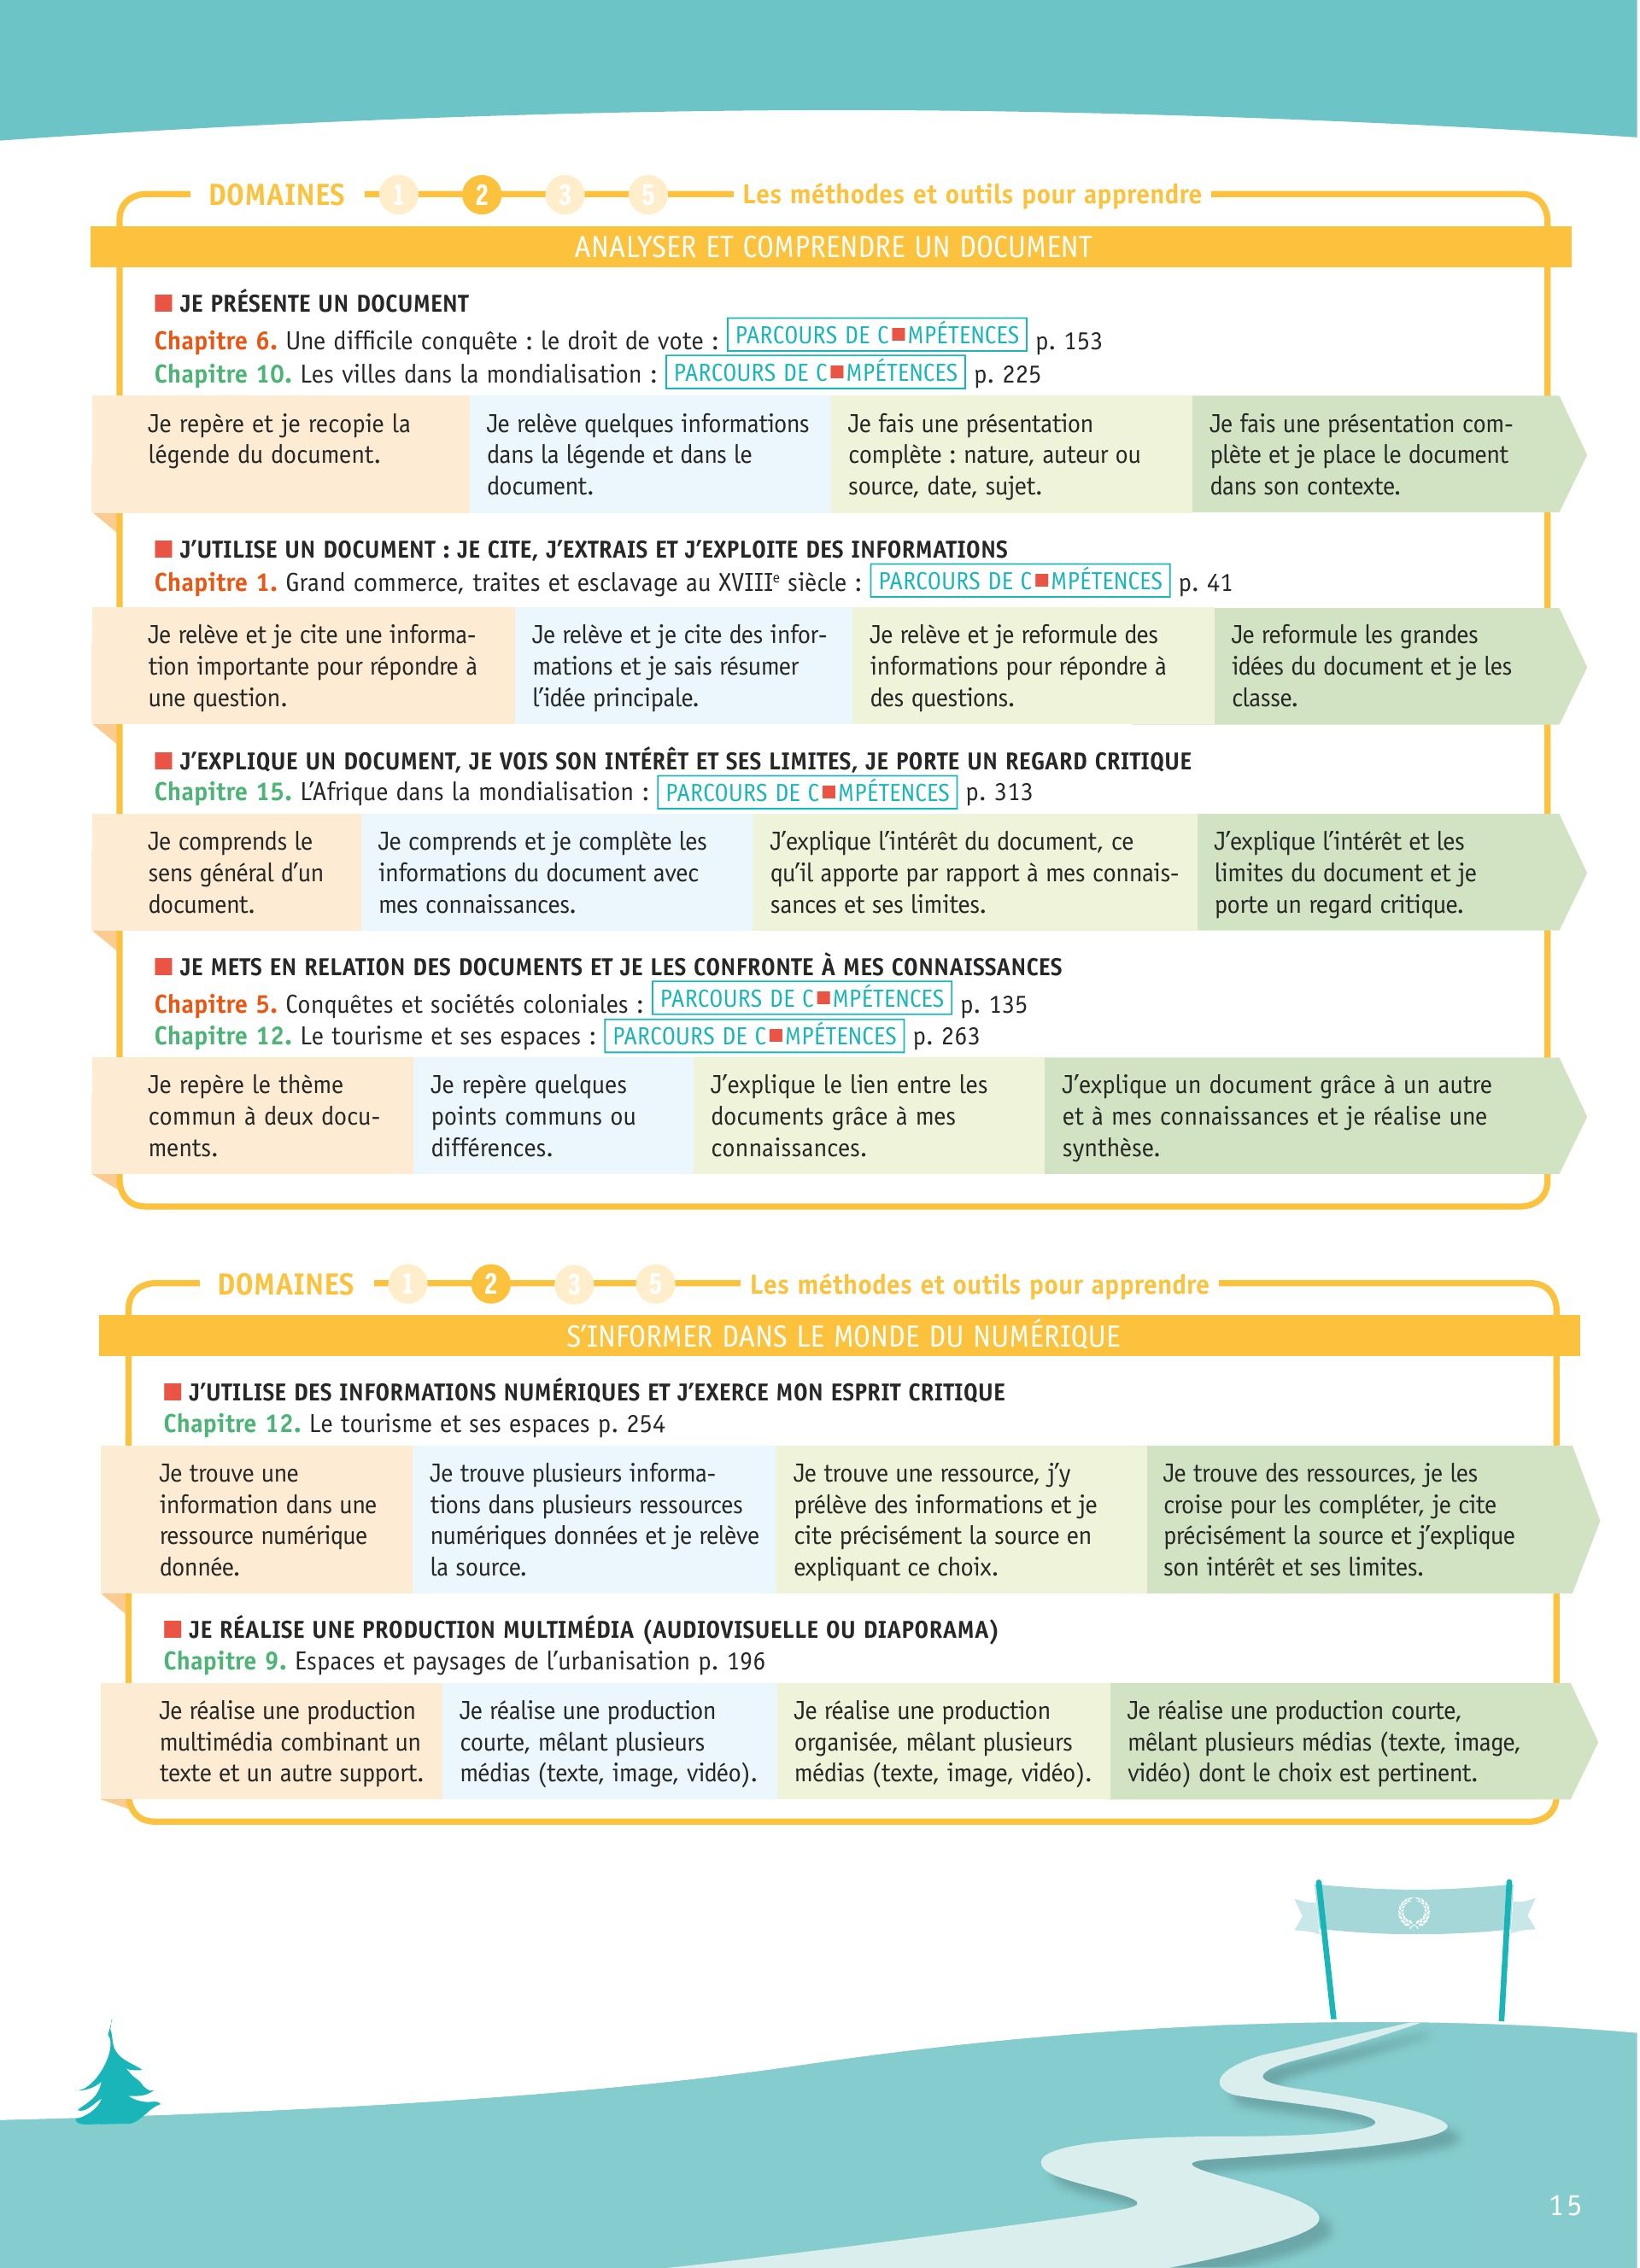 DOMAINES 1 2 3 5 Les méthodes et outils pour apprendre
ANALYSER ET COMPRENDRE UN DOCUMENT
■ JE PRÉSENTE UN DOCUMENT
Chapitre 6. Une difficile conquête : le droit de vote : PARCOURS DE C■MPÉTENCES p. 153
Chapitre 10. Les villes dans la mondialisation : PARCOURS DE C■MPÉTENCES p. 225
Je repère et je recopie la
légende du document.
Je relève quelques informations
dans la légende et dans le
document.
Je fais une présentation
complète : nature, auteur ou
source, date, sujet.
Je fais une présentation com-
plète et je place le document
dans son contexte.
■ J'UTILISE UN DOCUMENT : JE CITE, J'EXTRAIS ET J'EXPLOITE DES INFORMATIONS
Chapitre 1. Grand commerce, traites et esclavage au XVIIIe siècle : PARCOURS DE C■MPÉTENCES p. 41
Je relève et je cite une informa-
tion importante pour répondre à
une question.
Je relève et je cite des infor-
mations et je sais résumer
l'idée principale.
Je relève et je reformule des
informations pour répondre à
des questions.
Je reformule les grandes
idées du document et je les
classe.
■ J'EXPLIQUE UN DOCUMENT, JE VOIS SON INTÉRÊT ET SES LIMITES, JE PORTE UN REGARD CRITIQUE
Chapitre 15. L'Afrique dans la mondialisation : PARCOURS DE C■MPÉTENCES p. 313
Je comprends le
sens général d'un
document.
Je comprends et je complète les
informations du document avec
mes connaissances.
J'explique l'intérêt du document, ce
qu'il apporte par rapport à mes connais-
sances et ses limites.
J'explique l'intérêt et les
limites du document et je
porte un regard critique.
■ JE METS EN RELATION DES DOCUMENTS ET JE LES CONFRONTE À MES CONNAISSANCES
Chapitre 5. Conquêtes et sociétés coloniales : PARCOURS DE C■MPÉTENCES p. 135
Chapitre 12. Le tourisme et ses espaces : PARCOURS DE C■MPÉTENCES p. 263
Je repère le thème
commun à deux docu-
ments.
Je repère quelques
points communs ou
différences.
J'explique le lien entre les
documents grâce à mes
connaissances.
J'explique un document grâce à un autre
et à mes connaissances et je réalise une
synthèse.
DOMAINES 1 2 3 5 Les méthodes et outils pour apprendre
S'INFORMER DANS LE MONDE DU NUMÉRIQUE
■ J'UTILISE DES INFORMATIONS NUMÉRIQUES ET J'EXERCE MON ESPRIT CRITIQUE
Chapitre 12. Le tourisme et ses espaces p. 254
Je trouve une
information dans une
ressource numérique
donnée.
Je trouve plusieurs informa-
tions dans plusieurs ressources
numériques données et je relève
la source.
Je trouve une ressource, j'y
prélève des informations et je
cite précisément la source en
expliquant ce choix.
Je trouve des ressources, je les
croise pour les compléter, je cite
précisément la source et j'explique
son intérêt et ses limites.
■ JE RÉALISE UNE PRODUCTION MULTIMÉDIA (AUDIOVISUELLE OU DIAPORAMA)
Chapitre 9. Espaces et paysages de l'urbanisation p. 196
Je réalise une production
multimédia combinant un
texte et un autre support.
Je réalise une production
courte, mêlant plusieurs
médias (texte, image, vidéo).
Je réalise une production
organisée, mêlant plusieurs
médias (texte, image, vidéo).
Je réalise une production courte,
mêlant plusieurs médias (texte, image,
vidéo) dont le choix est pertinent.
15